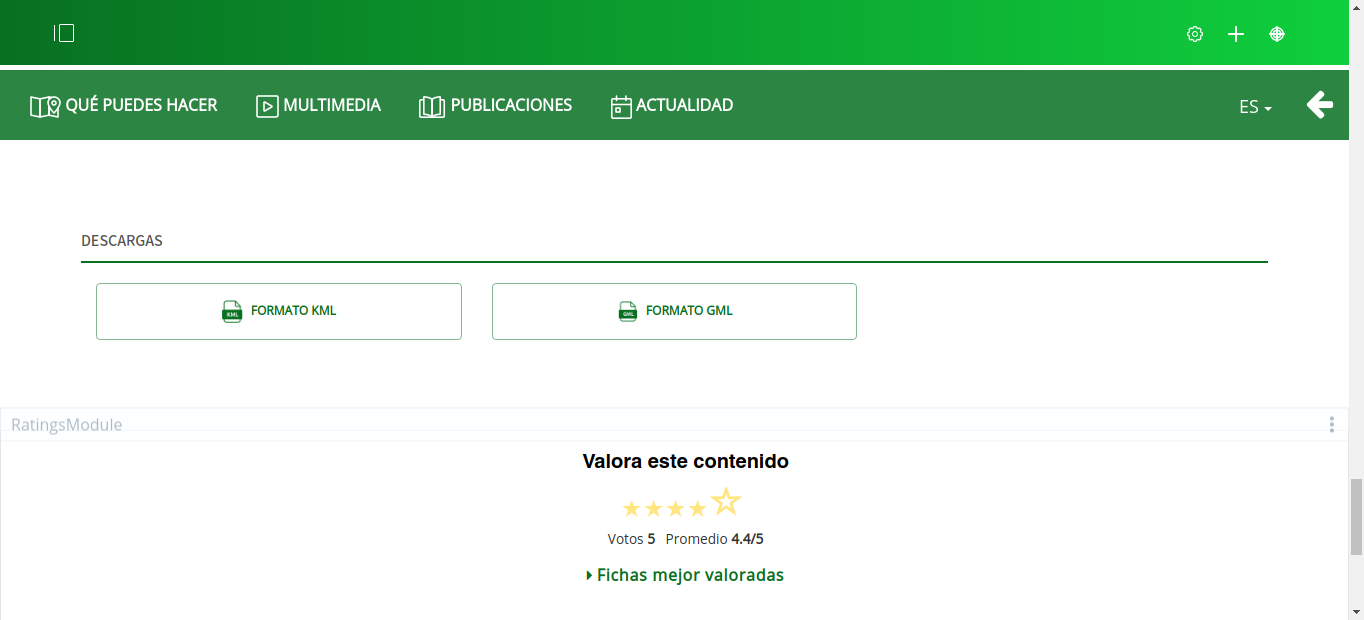 QUÉ PUEDES HACER
MULTIMEDIA
PUBLICACIONES
ACTUALIDAD
ES
DESCARGAS
KML FORMATO KML
GML FORMATO GML
RatingsModule
Valora este contenido
Votos 5 Promedio 4.4/5
Fichas mejor valoradas